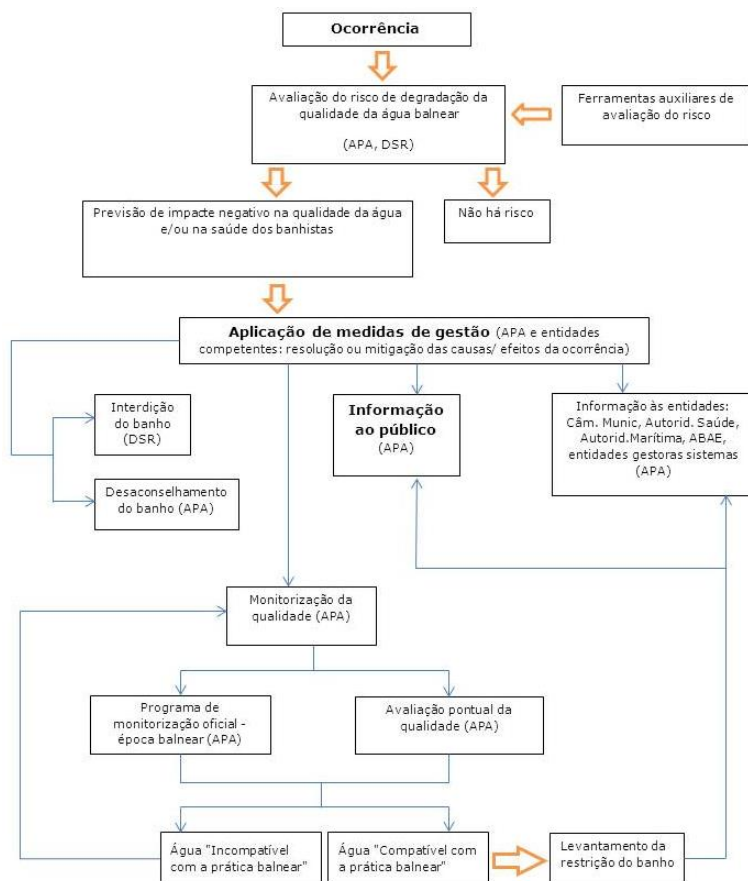 Ocorrência
Avaliação do risco de degradação da
qualidade da água balnear
(APA, DSR)
Ferramentas auxiliares de
avaliação do risco
Previsão de impacte negativo na qualidade da água
e/ou na saúde dos banhistas
Não há risco
Aplicação de medidas de gestão (APA e entidades
competentes: resolução ou mitigação das causas/ efeitos da ocorrência)
Interdição
do banho
(DSR)
Desaconselhamento
do banho (APA)
Informação
ao público
(APA)
Informação às entidades:
Câm. Munic, Autorid. Saúde,
Autorid.Marítima, ABAE,
entidades gestoras sistemas
(APA)
Monitorização da
qualidade (APA)
Programa de
monitorização oficial -
época balnear (APA)
Avaliação pontual da
qualidade (APA)
Água "Incompatível
com a prática balnear"
Água "Compatível com
a prática balnear"
Levantamento da
restrição do banho